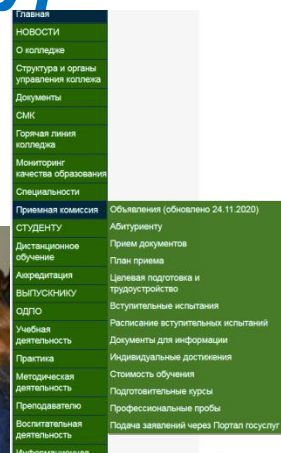 Главная
НОВОСТИ
О колледже
Структура и органы
управления коллежа
Документы
СМК
Горячая линия
колледжа
Мониторинг
качества образования
Специальности
Приемная комиссия
СТУДЕНТУ
Дистанционное
обучение
Аккредитация
ВЫПУСКНИКУ
ОДПО
Учебная
деятельность
Практика
Методическая
деятельность
Преподавателю
Воспитательная
деятельность
Информационная
Объявления (обновлено 24.11.2020)
Абитуриенту
Прием документов
План приема
Целевая подготовка и
трудоустройство
Вступительные испытания
Расписание вступительных испытаний
Документы для информации
Индивидуальные достижения
Стоимость обучения
Подготовительные курсы
Профессиональные пробы
Подача заявлений через Портал госуслуг